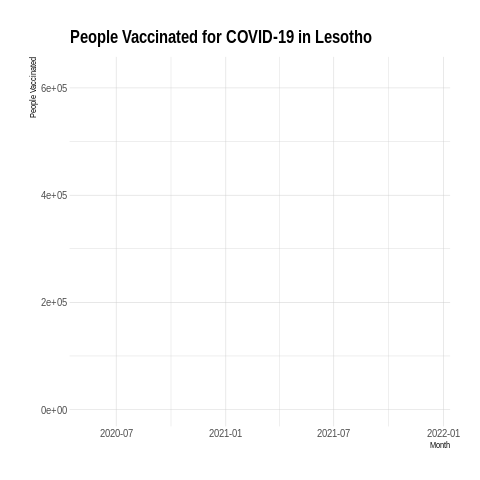 People Vaccinated for COVID-19 in Lesotho
People Vaccinated
6e+05
4e+05
2e+05
0e+00
2020-07 2021-01 2021-07 2022-01
Month